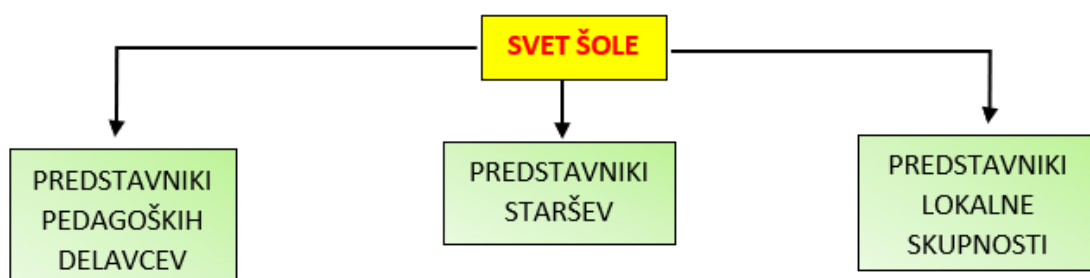 SVET ŠOLE
PREDSTAVNIKI
PEDAGOŠKIH
DELAVCEV
PREDSTAVNIKI
STARŠEV
PREDSTAVNIKI
LOKALNE
SKUPNOSTI